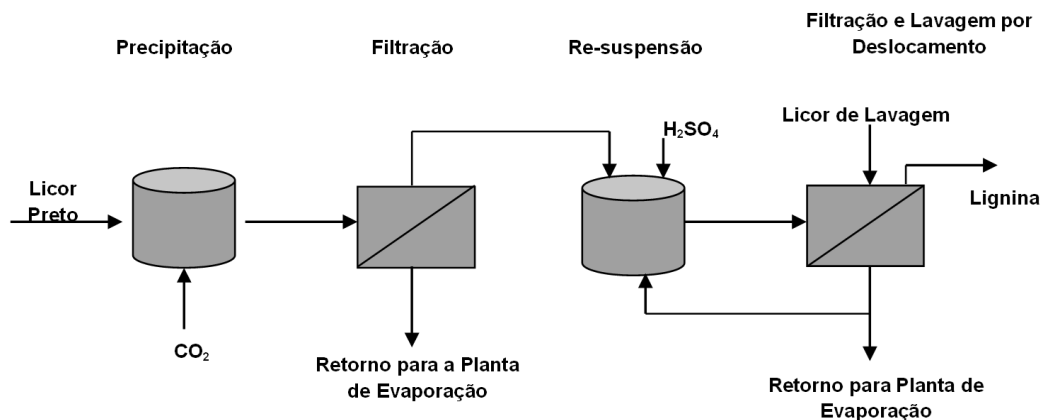 Precipitação
Filtração
Re-suspensão
Filtração e Lavagem por
Deslocamento
Licor
Preto
CO₂
Retorno para a Planta
de Evaporação
H₂SO₄
Licor de Lavagem
Lignina
Retorno para Planta de
Evaporação